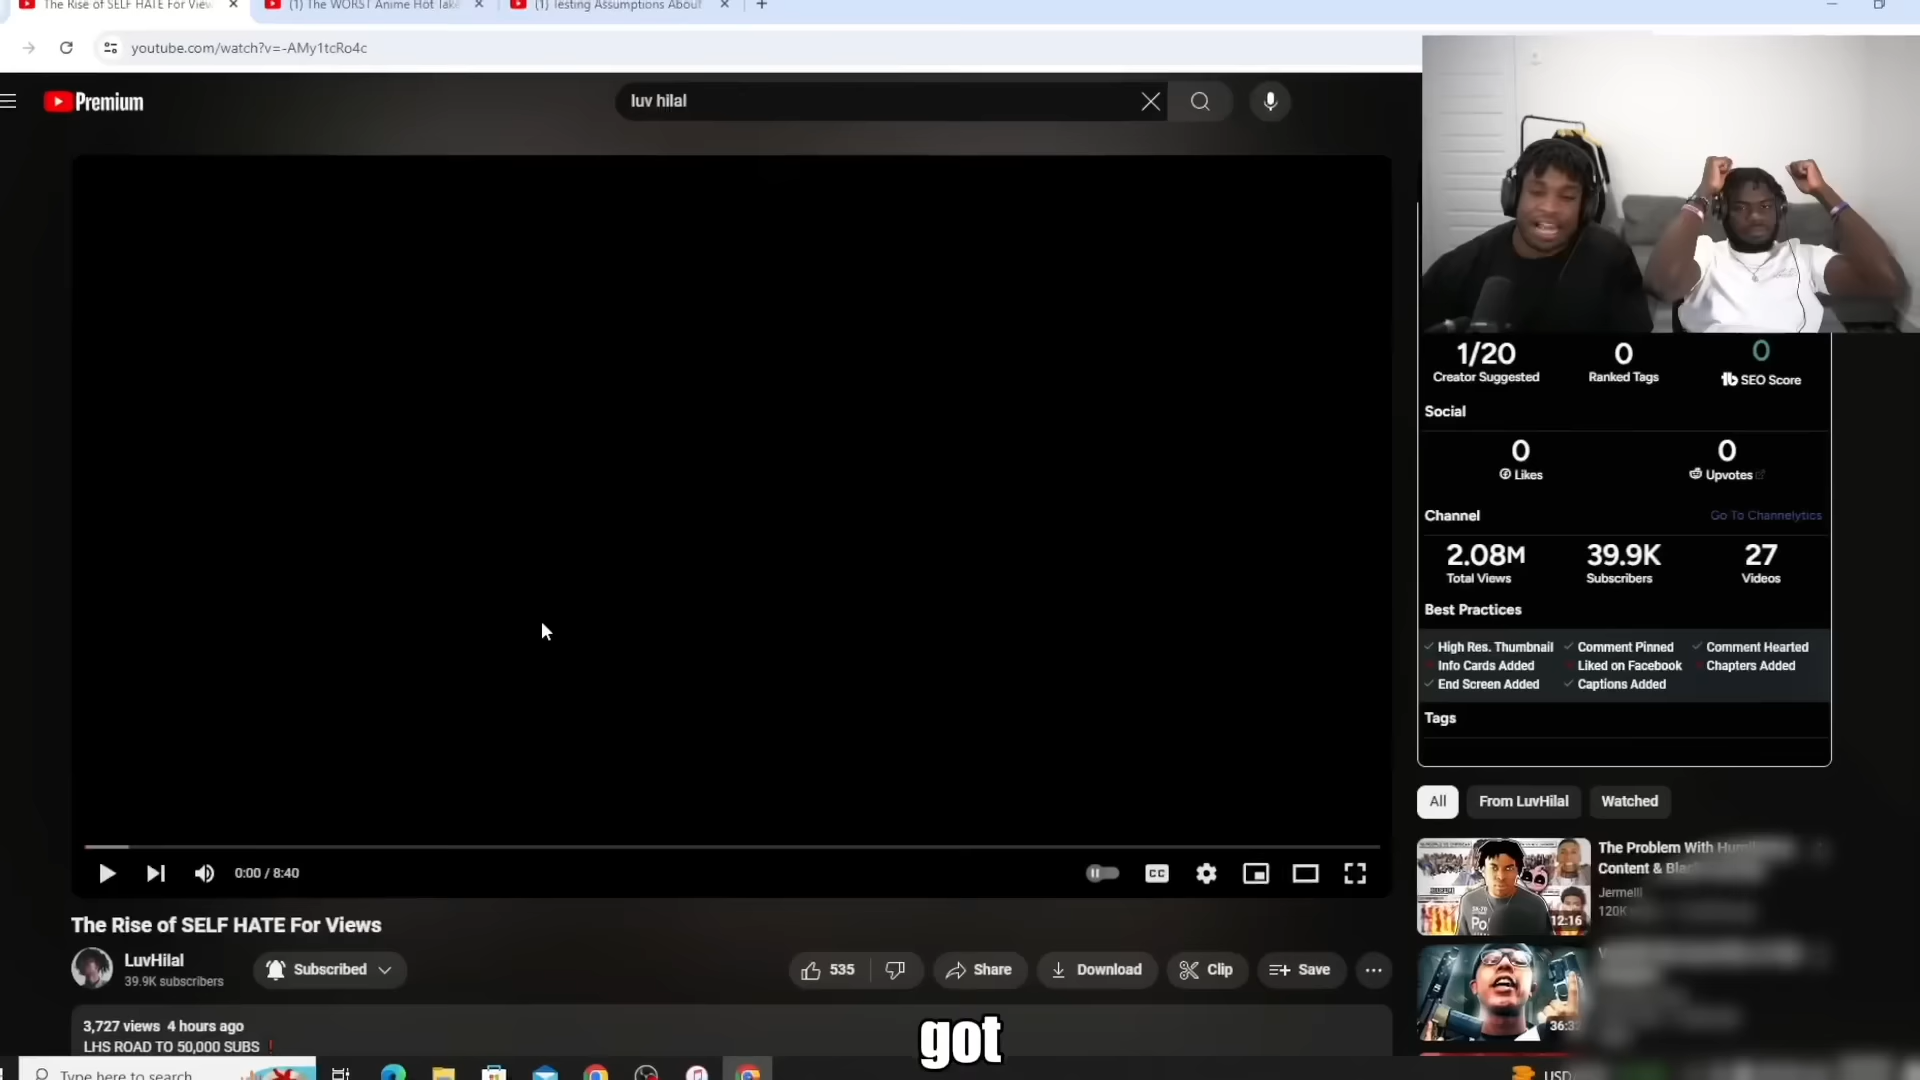 The Rise of SELF HATE For View
(1) The WORST Anime Hot Take
(1) Testing Assumptions About
youtube.com/watch?v=-AMy1tcRo4c
Premium
luv hilal
1/20
Creator Suggested
0
Ranked Tags
0
tb SEO Score
Social
0
Likes
0
Upvotes
Channel
Go To Channelytics
2.08M
Total Views
39.9K
Subscribers
27
Videos
Best Practices
High Res. Thumbnail
Comment Pinned
Comment Hearted
Info Cards Added
Liked on Facebook
Chapters Added
End Screen Added
Captions Added
Tags
All
From LuvHilal
Watched
The Problem With
Content &
Jermelll
120K
12:16
36:3
0:00 / 8:40
CC
The Rise of SELF HATE For Views
LuvHilal
39.9K subscribers
Subscribed
535
Share
Download
Clip
Save
3,727 views 4 hours ago
LHS ROAD TO 50,000 SUBS ❗
got
Type here to search
USD